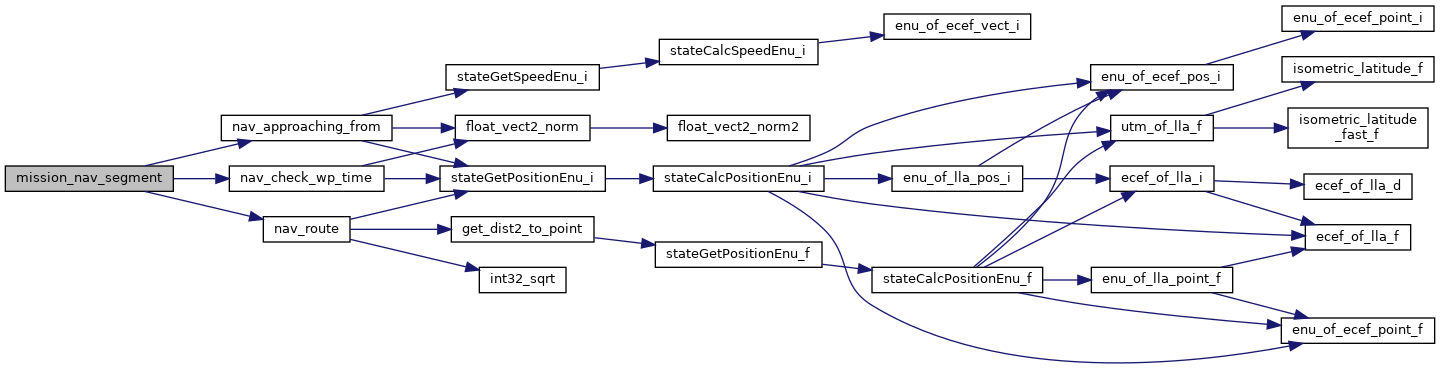 mission_nav_segment
nav_approaching_from
nav_check_wp_time
nav_route
stateGetSpeedEnu_i
float_vect2_norm
stateGetPositionEnu_i
get_dist2_to_point
int32_sqrt
stateCalcSpeedEnu_i
float_vect2_norm2
stateCalcPositionEnu_i
stateGetPositionEnu_f
enu_of_ecef_vect_i
enu_of_lla_pos_i
stateCalcPositionEnu_f
enu_of_ecef_pos_i
utm_of_lla_f
ecef_of_lla_i
enu_of_lla_point_f
enu_of_ecef_point_i
isometric_latitude_f
isometric_latitude
_fast_f
ecef_of_lla_d
ecef_of_lla_f
enu_of_ecef_point_f